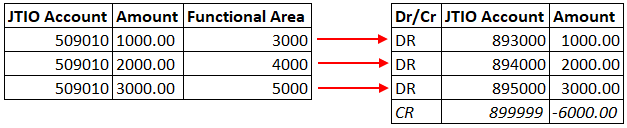 JTIO Account Amount Functional Area Dr/Cr JTIO Account Amount
509010 1000.00 3000 DR 893000 1000.00
509010 2000.00 4000 DR 894000 2000.00
509010 3000.00 5000 DR 895000 3000.00
CR 899999 -6000.00